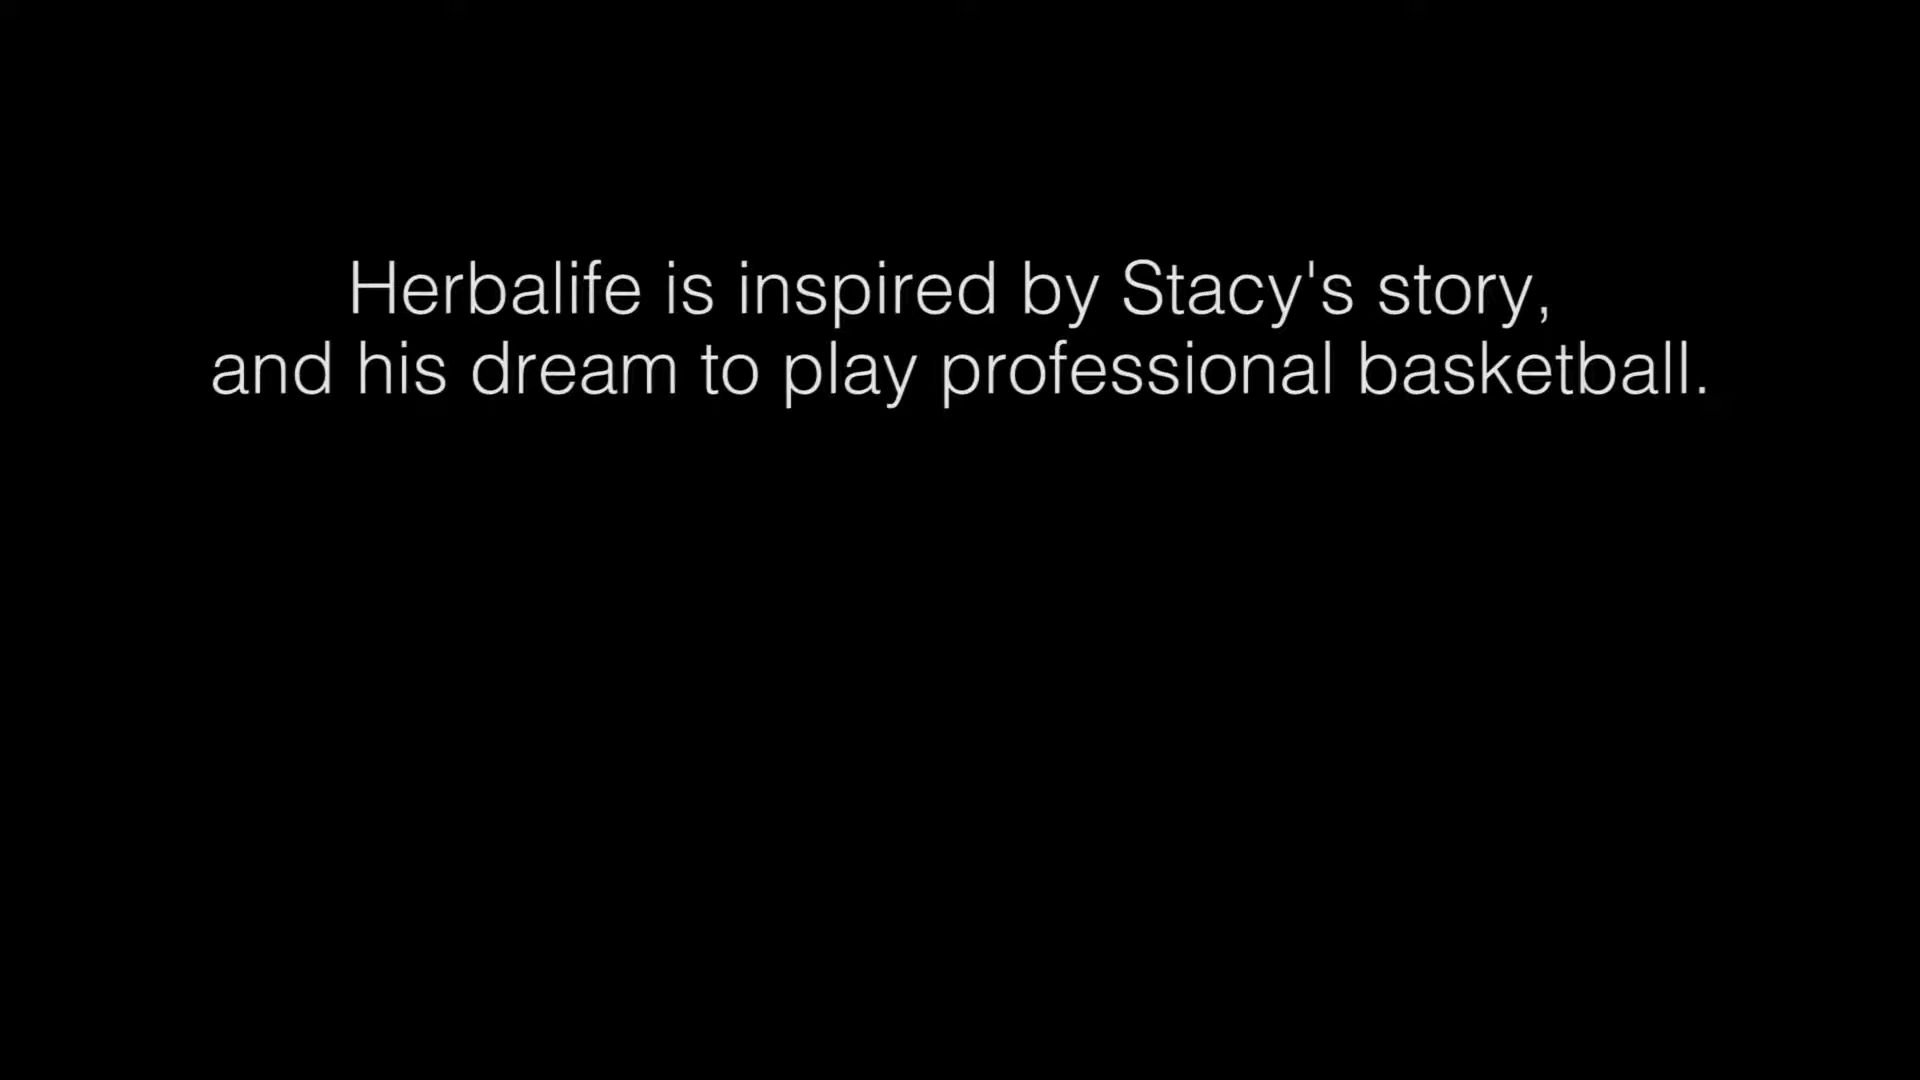 Herbalife is inspired by Stacy's story,
and his dream to play professional basketball.